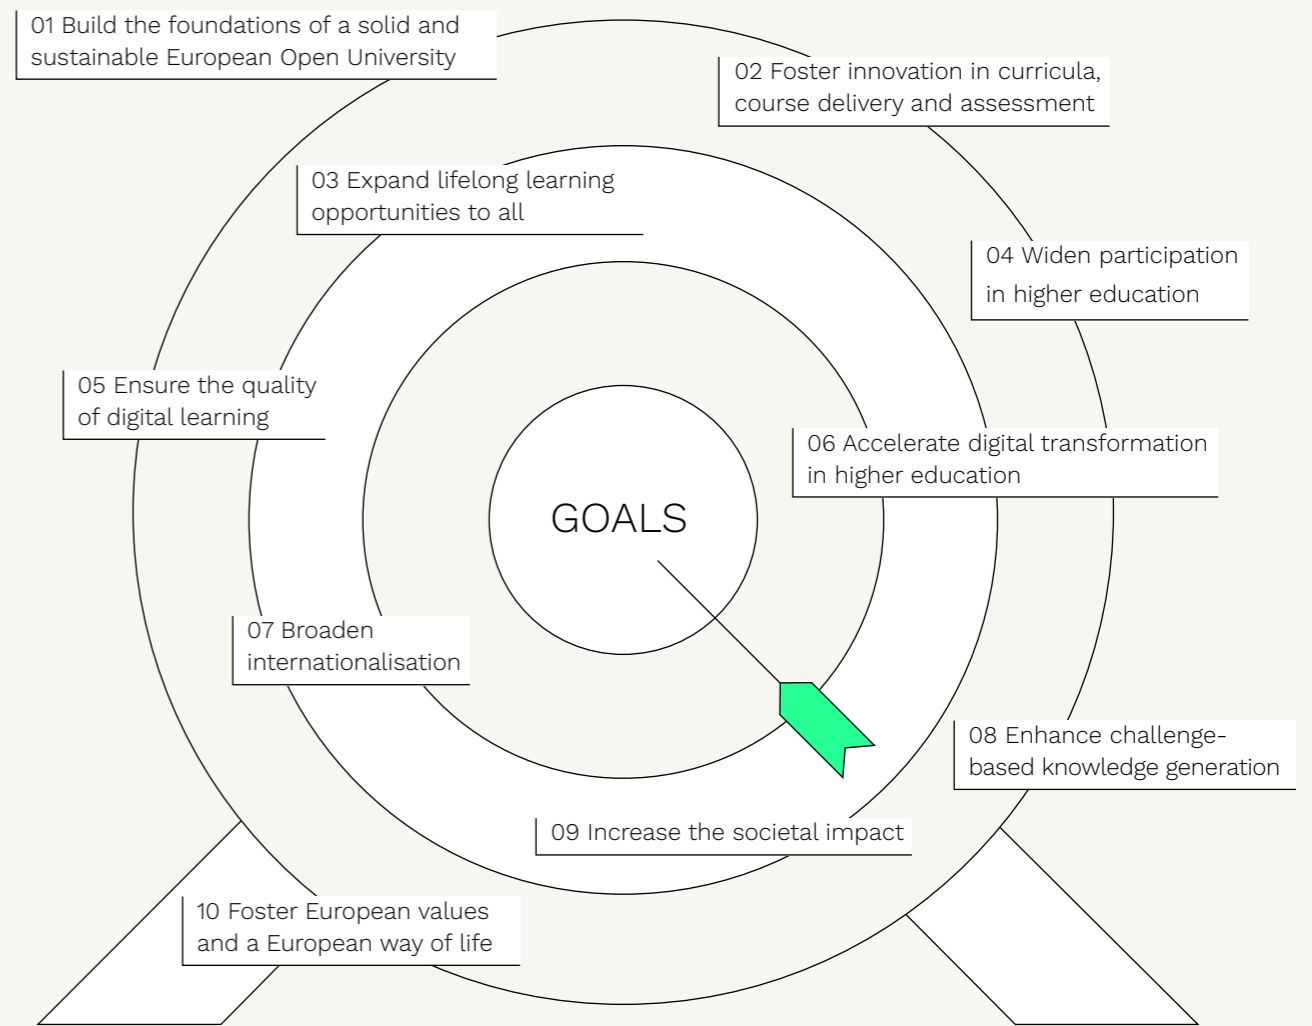 01 Build the foundations of a solid and
sustainable European Open University
02 Foster innovation in curricula,
course delivery and assessment
03 Expand lifelong learning
opportunities to all
04 Widen participation
in higher education
05 Ensure the quality
of digital learning
06 Accelerate digital transformation
in higher education
GOALS
07 Broaden
internationalisation
08 Enhance challenge-
based knowledge generation
09 Increase the societal impact
10 Foster European values
and a European way of life